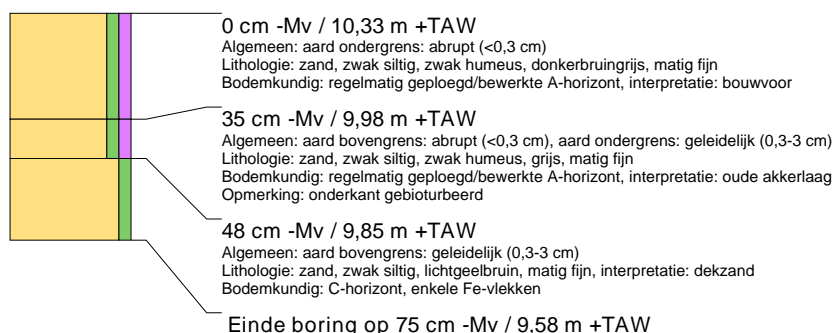 0 cm -Mv / 10,33 m +TAW
Algemeen: aard ondergrens: abrupt (<0,3 cm)
Lithologie: zand, zwak siltig, zwak humeus, donkerbruingrijs, matig fijn
Bodemkundig: regelmatig geploegd/bewerkte A-horizont, interpretatie: bouwvoor
35 cm -Mv / 9,98 m +TAW
Algemeen: aard bovengrens: abrupt (<0,3 cm), aard ondergrens: geleidelijk (0,3-3 cm)
Lithologie: zand, zwak siltig, zwak humeus, grijs, matig fijn
Bodemkundig: regelmatig geploegd/bewerkte A-horizont, interpretatie: oude akkerlaag
Opmerking: onderkant gebioturbeerd
48 cm -Mv / 9,85 m +TAW
Algemeen: aard bovengrens: geleidelijk (0,3-3 cm)
Lithologie: zand, zwak siltig, lichtgeelbruin, matig fijn, interpretatie: dekzand
Bodemkundig: C-horizont, enkele Fe-vlekken
Einde boring op 75 cm -Mv / 9,58 m +TAW